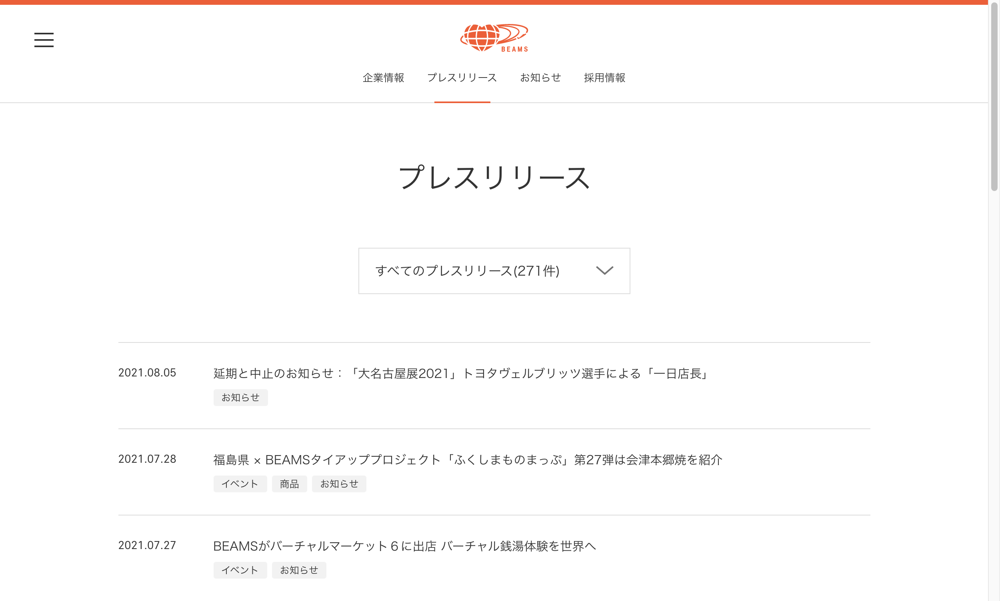 BEAMS
企業情報 プレスリリース お知らせ 採用情報
プレスリリース
すべてのプレスリリース(271件)
2021.08.05 延期と中止のお知らせ：「大名古屋展2021」トヨタヴェルブリッツ選手による「一日店長」
お知らせ
2021.07.28 福島県 × BEAMSタイアッププロジェクト「ふくしまものまっぷ」第27弾は会津本郷焼を紹介
イベント 商品 お知らせ
2021.07.27 BEAMSがバーチャルマーケット６に出店 バーチャル銭湯体験を世界へ
イベント お知らせ